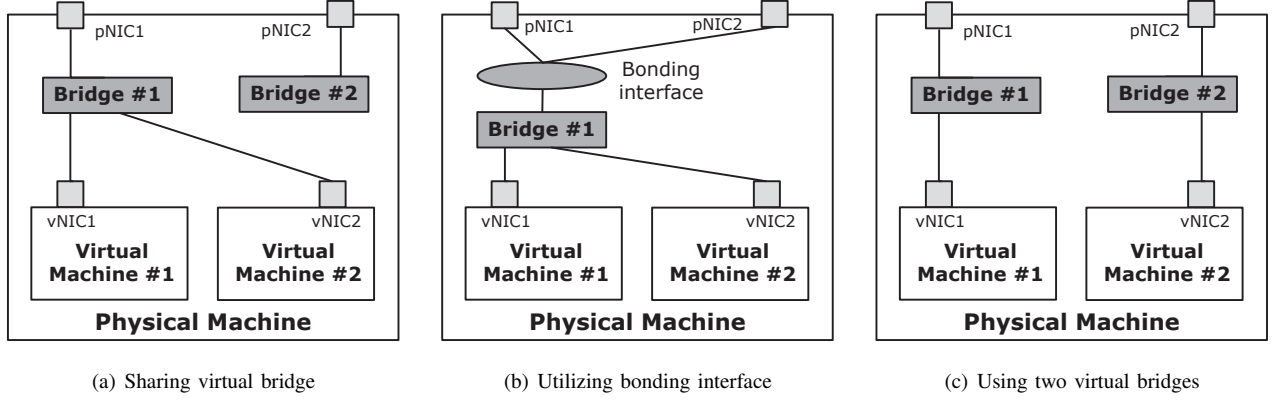 pNIC1
pNIC2
Bridge #1
Bridge #2
vNIC1
vNIC2
Virtual
Machine #1
Virtual
Machine #2
Physical Machine
(a) Sharing virtual bridge
pNIC1
pNIC2
Bonding
interface
Bridge #1
vNIC1
vNIC2
Virtual
Machine #1
Virtual
Machine #2
Physical Machine
(b) Utilizing bonding interface
pNIC1
pNIC2
Bridge #1
Bridge #2
vNIC1
vNIC2
Virtual
Machine #1
Virtual
Machine #2
Physical Machine
(c) Using two virtual bridges